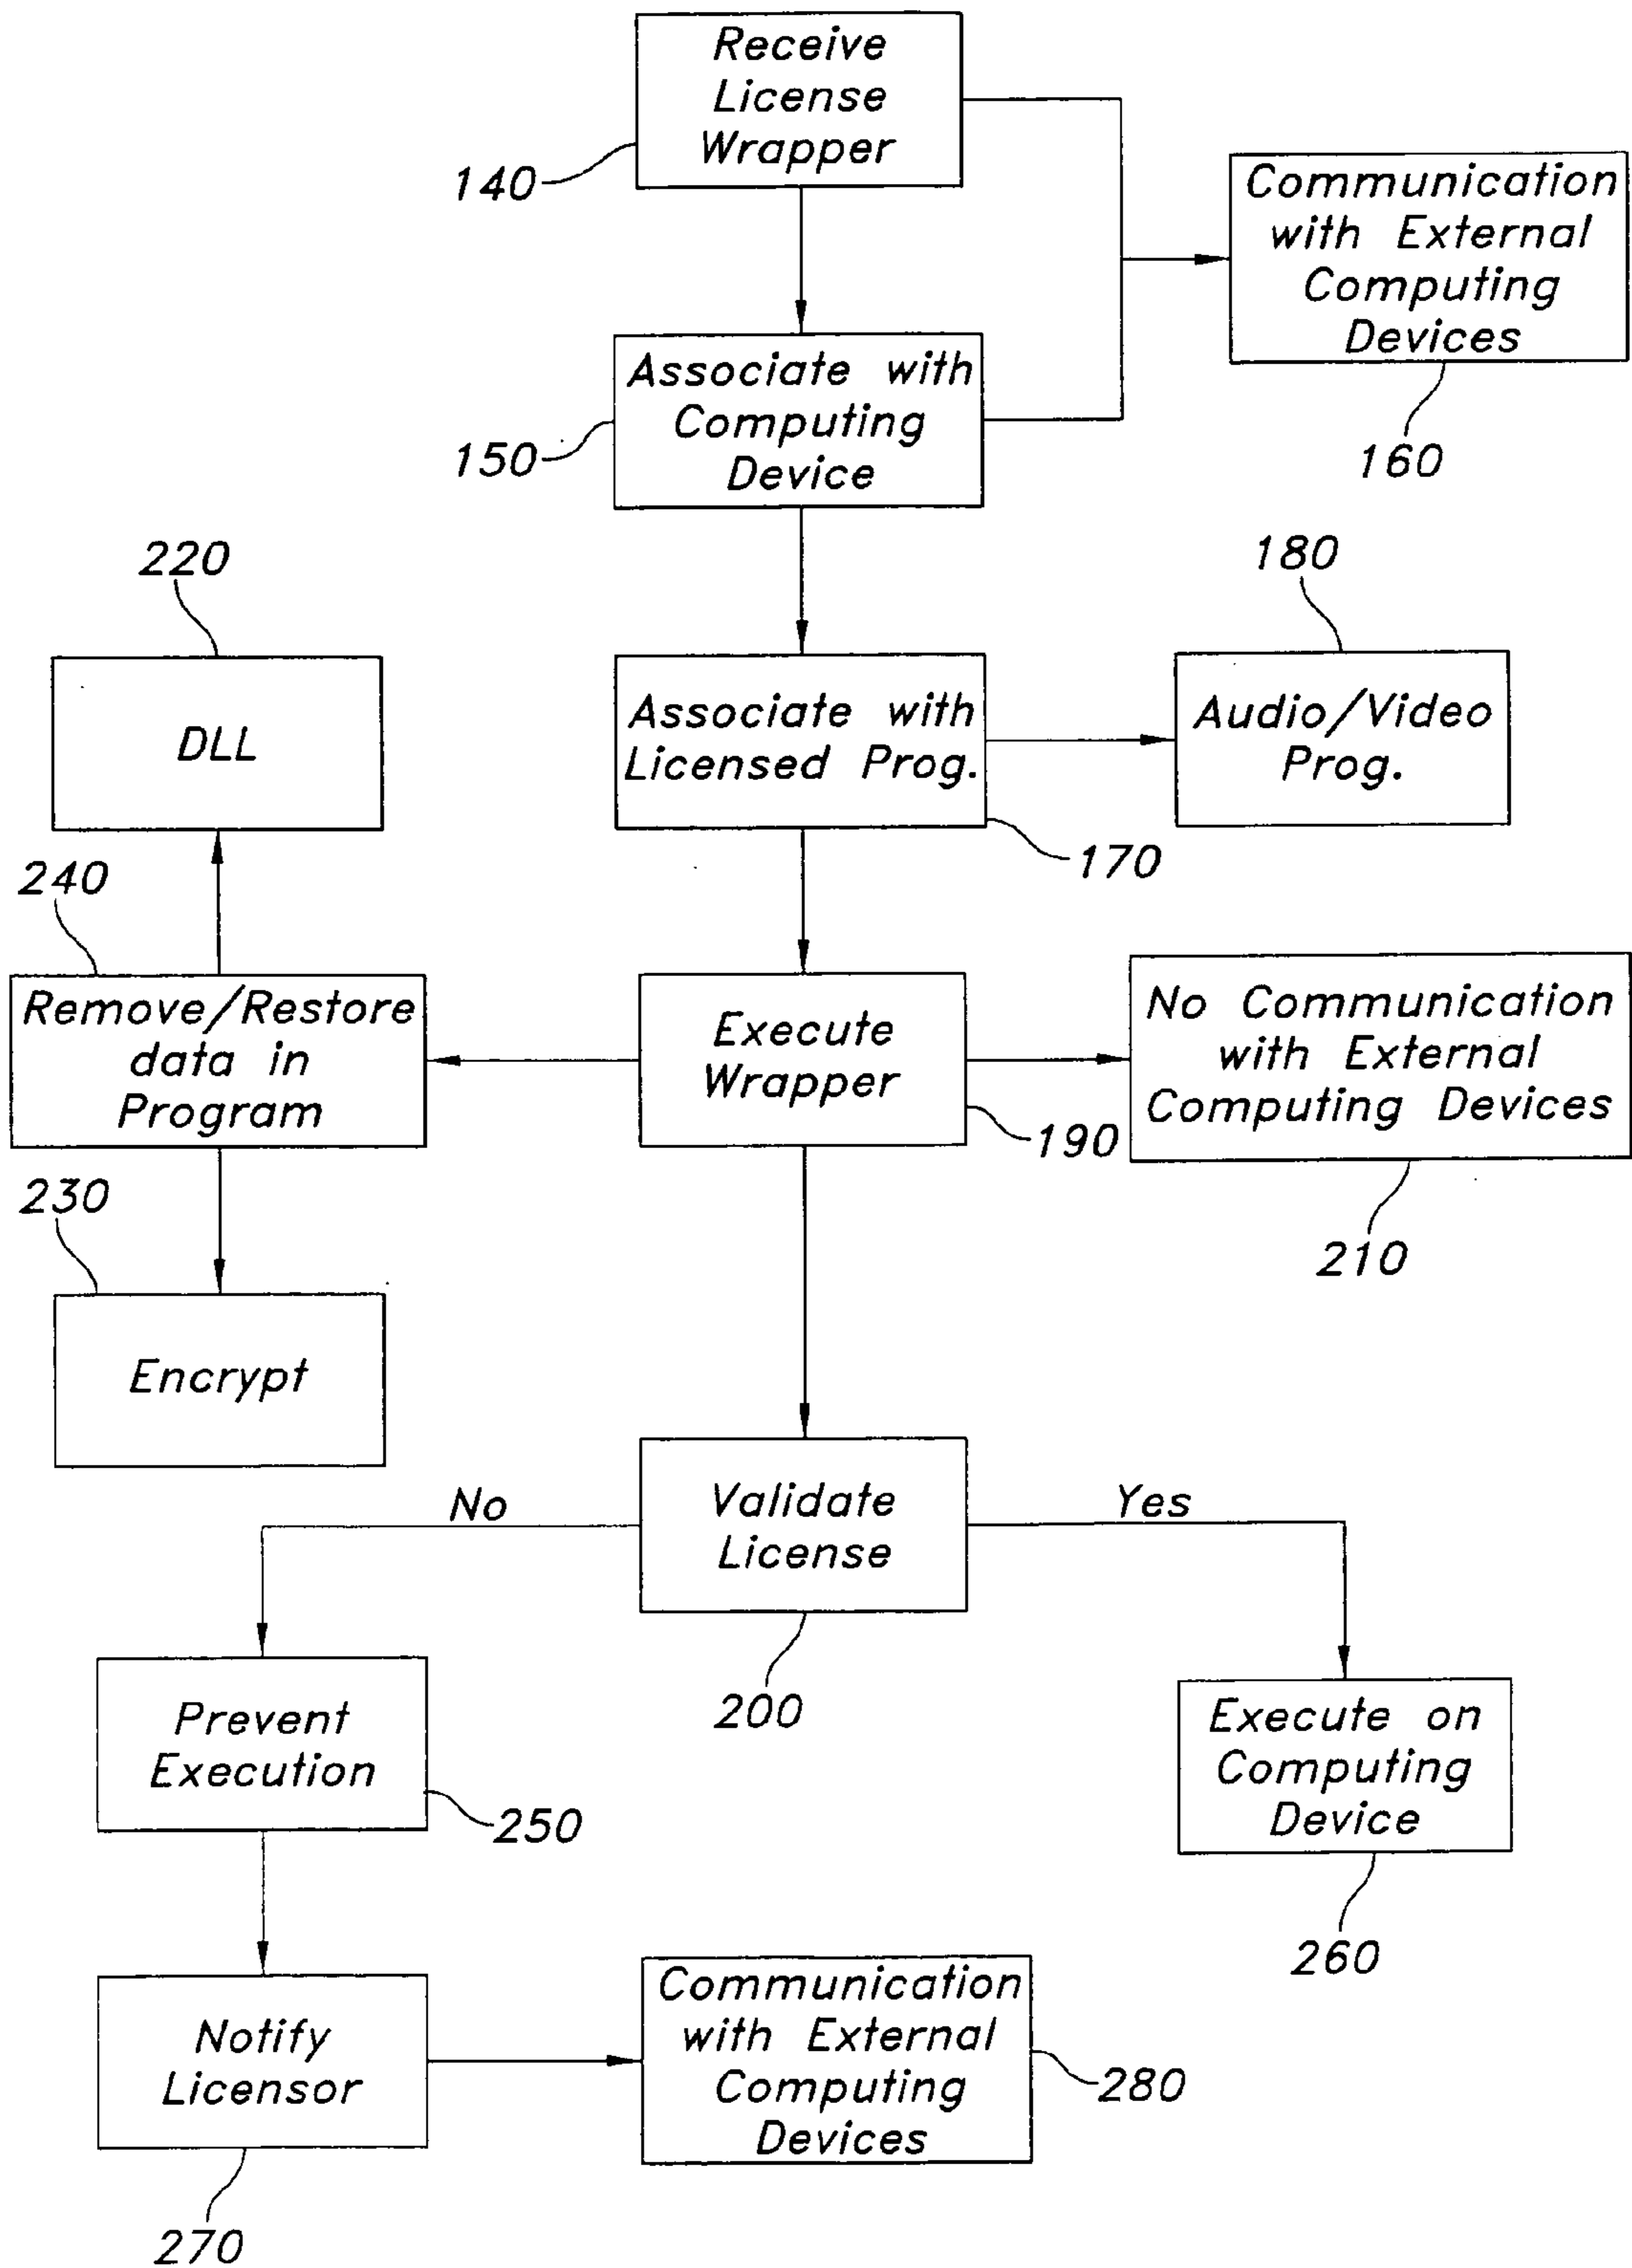 Receive
License
Wrapper
140
Communication
with External
Computing
Devices
160
Associate with
Computing
Device
150
220
DLL
180
Associate with
Licensed Prog.
170
Audio/Video
Prog.
240
Remove/Restore
data in
Program
Execute
Wrapper
190
No Communication
with External
Computing Devices
210
230
Encrypt
No
Validate
License
Yes
200
Prevent
Execution
250
Execute on
Computing
Device
260
Notify
Licensor
270
Communication
with External
Computing
Devices
280